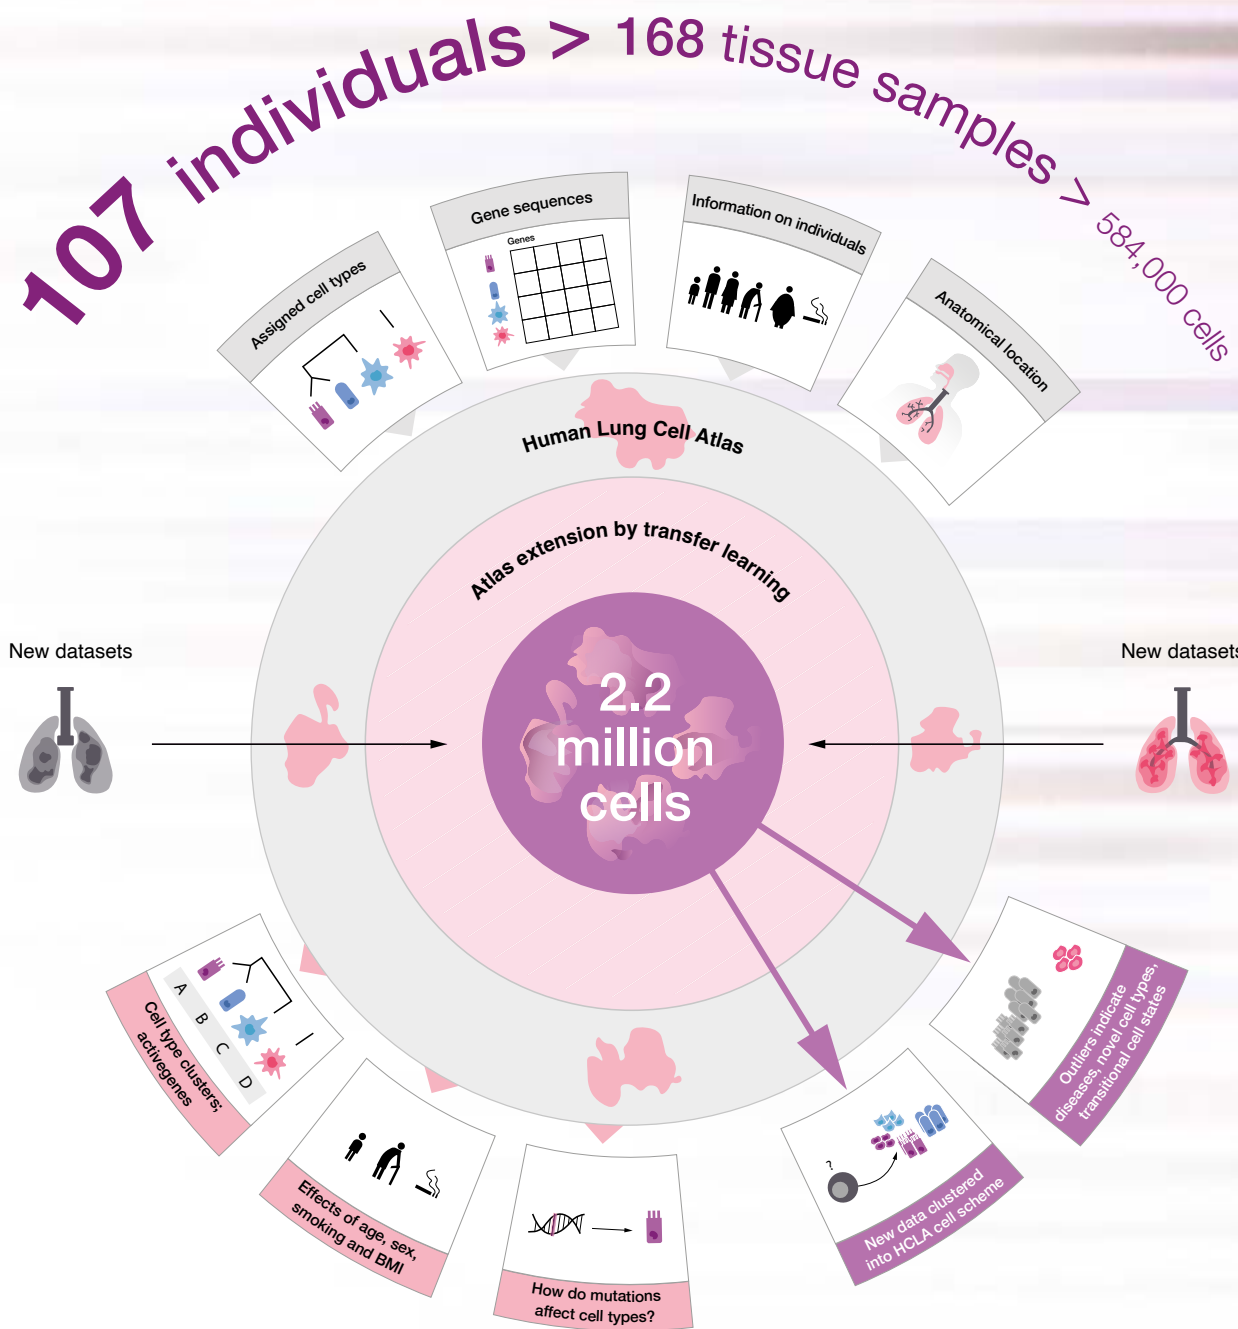 107 individuals > 168 tissue samples > 584,000 cells
Assigned cell types
Gene sequences
Genes
Information on individuals
Anatomical location
Human Lung Cell Atlas
Atlas extension by transfer learning
New datasets
New datasets
2.2
million
cells
A
B
C
D
Cell type clusters;
activegenes
Effects of age, sex,
smoking and BMI
How do mutations
affect cell types?
?
New data clustered
into HCLA cell scheme
Outliers indicate
diseases, novel cell types,
transitional cell states